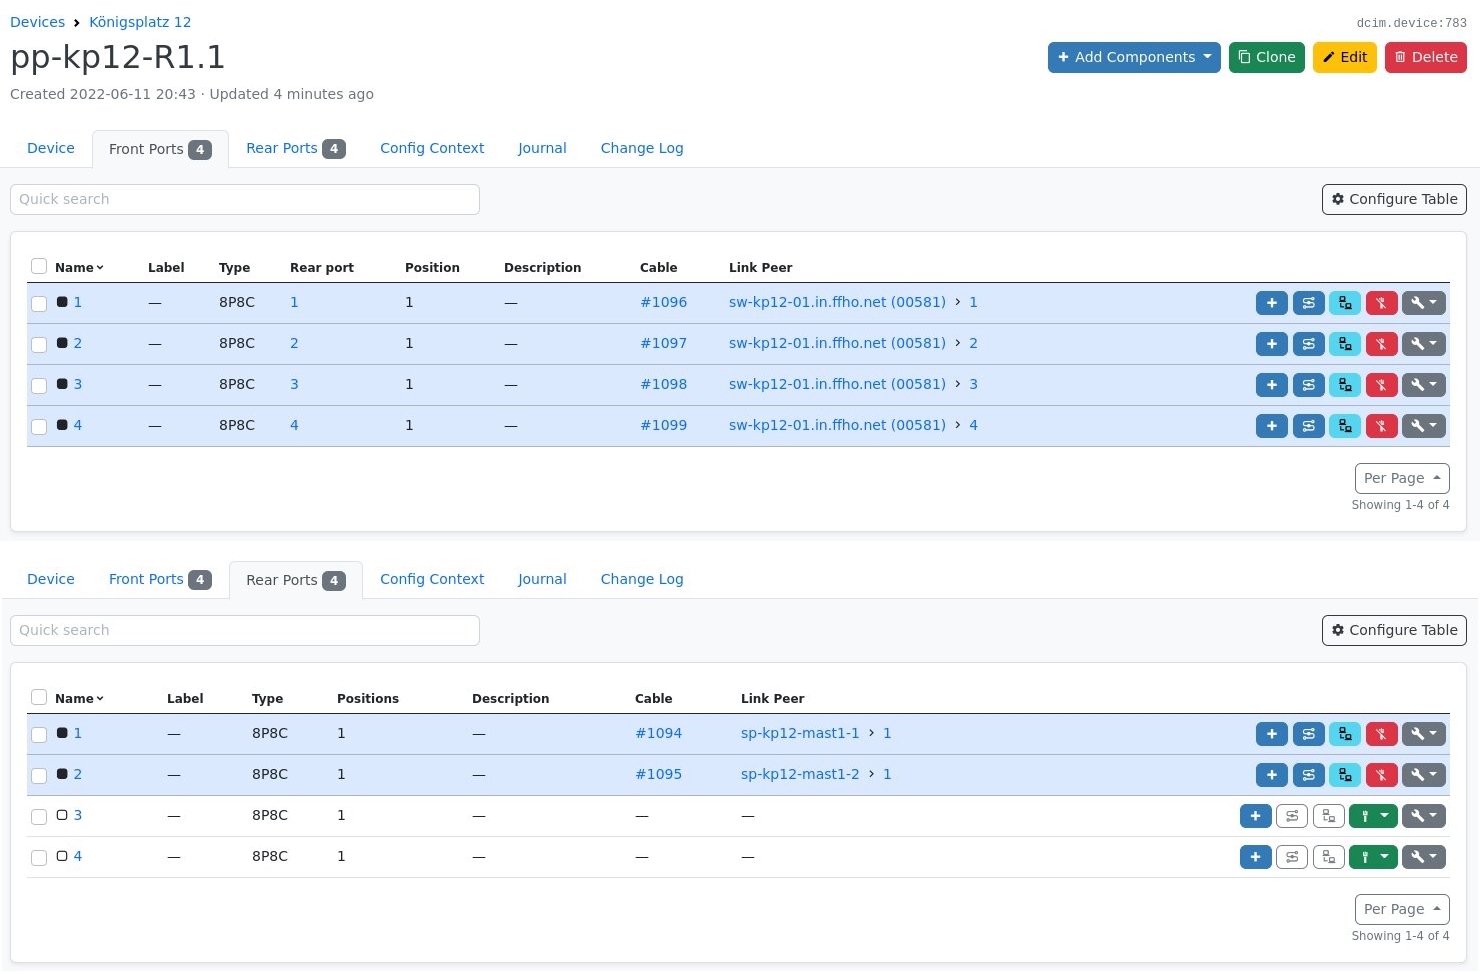 Devices > Königsplatz 12
dcim.device:783
pp-kp12-R1.1
+ Add Components Clone Edit Delete
Created 2022-06-11 20:43 · Updated 4 minutes ago
Device Front Ports 4 Rear Ports 4 Config Context Journal Change Log
Quick search Configure Table
Name Label Type Rear port Position Description Cable Link Peer
1 — 8P8C 1 1 — #1096 sw-kp12-01.in.ffho.net (00581) > 1
2 — 8P8C 2 1 — #1097 sw-kp12-01.in.ffho.net (00581) > 2
3 — 8P8C 3 1 — #1098 sw-kp12-01.in.ffho.net (00581) > 3
4 — 8P8C 4 1 — #1099 sw-kp12-01.in.ffho.net (00581) > 4
Per Page
Showing 1-4 of 4
Device Front Ports 4 Rear Ports 4 Config Context Journal Change Log
Quick search Configure Table
Name Label Type Positions Description Cable Link Peer
1 — 8P8C 1 — #1094 sp-kp12-mast1-1 > 1
2 — 8P8C 1 — #1095 sp-kp12-mast1-2 > 1
3 — 8P8C 1 — — —
4 — 8P8C 1 — — —
Per Page
Showing 1-4 of 4